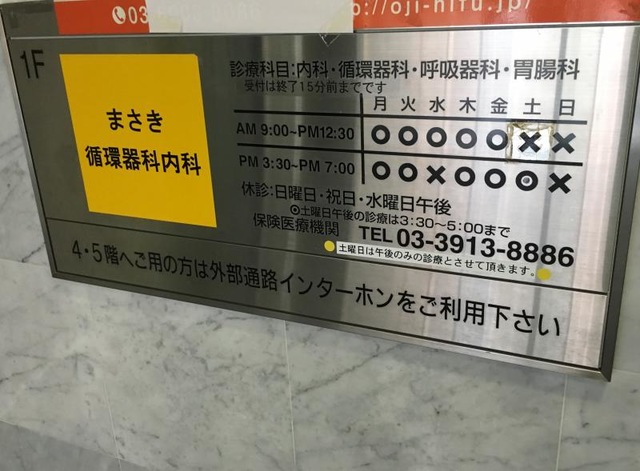 03
://oji-hifu.jp/
1F
まさき
循環器科内科
診療科目:内科・循環器科・呼吸器科・胃腸科
受付は終了15分前までです
月 火 水 木 金 土 日
AM 9:00~PM12:30 〇 〇 〇 〇 〇 × ×
PM 3:30~PM 7:00 〇 〇 × 〇 〇 ◎ ×
休診:日曜日・祝日・水曜日午後
◎土曜日午後の診療は3:30~5:00まで
保険医療機関 TEL 03-3913-8886
土曜日は午後のみの診療とさせて頂きます。
4・5階へご用の方は外部通路インターホンをご利用下さい